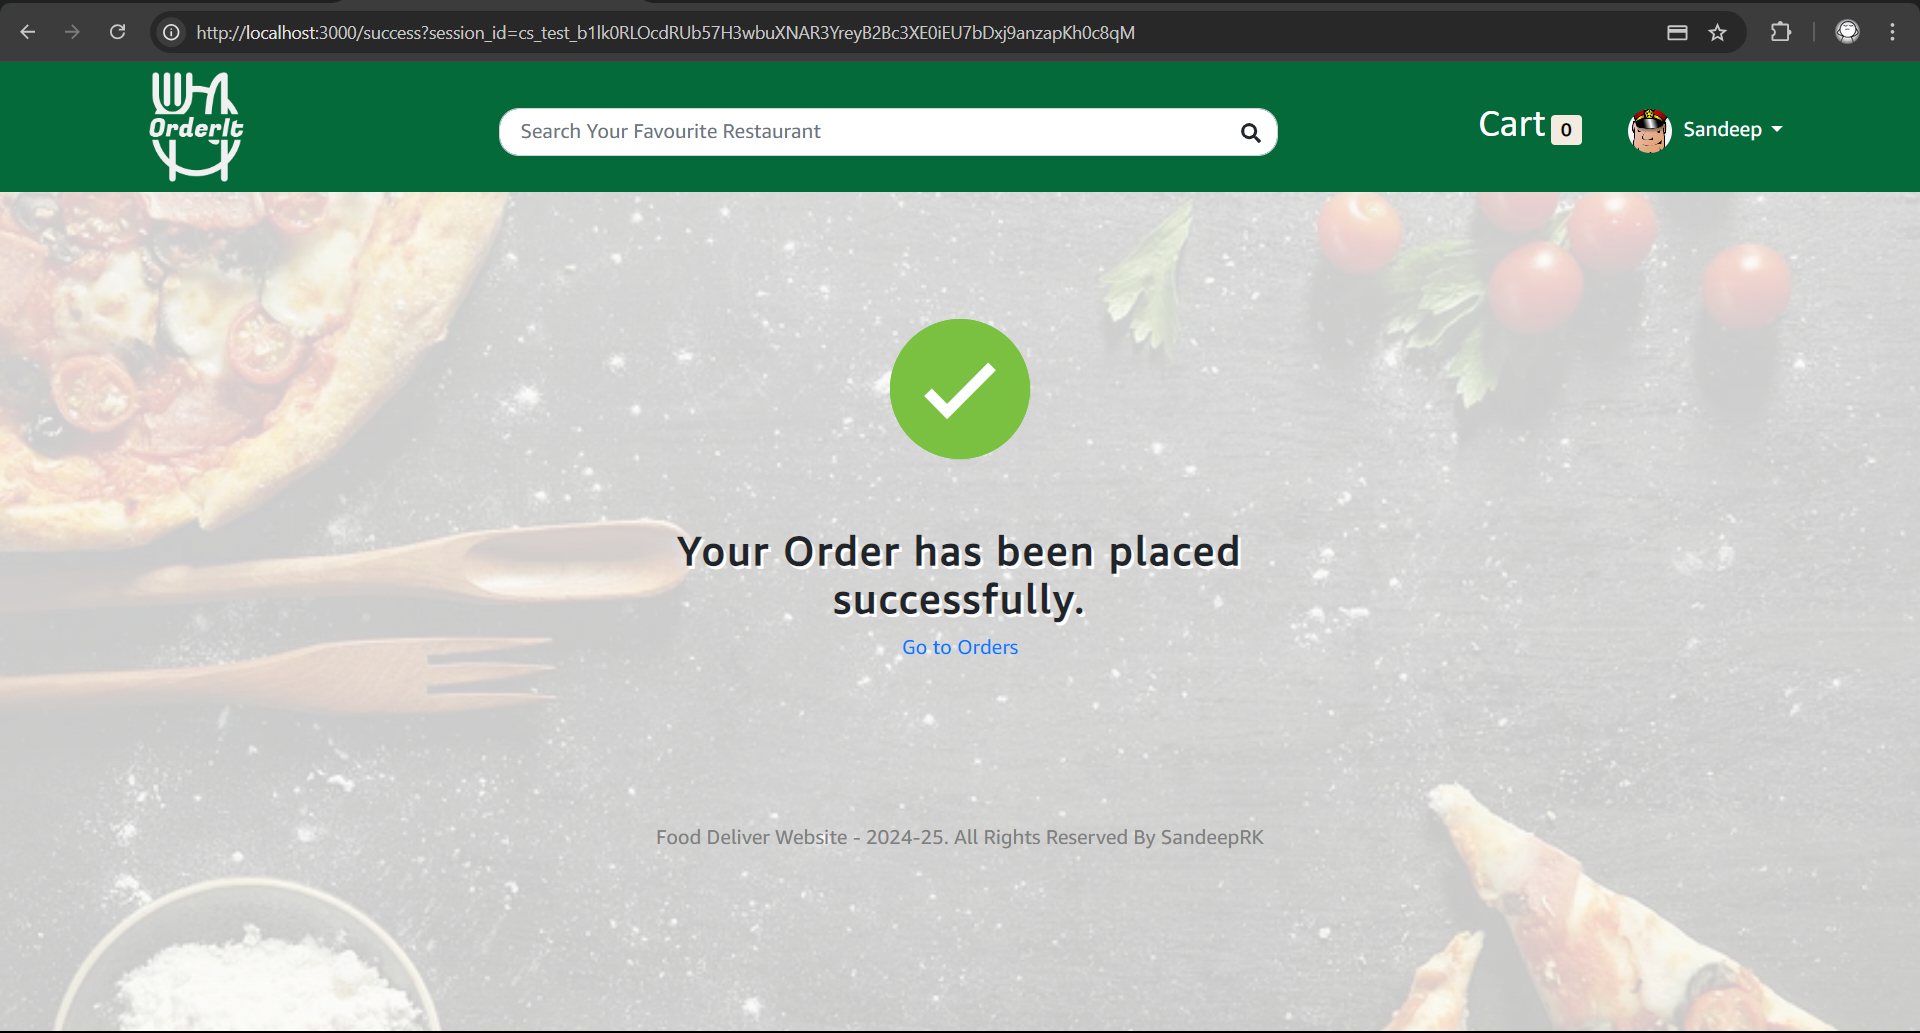 http://localhost:3000/success?session_id=cs_test_b1lk0RLOcdRUb57H3wbuXNAR3YreyB2Bc3XE0iEU7bDxj9anzapKh0c8qM
OrderIt
Search Your Favourite Restaurant
Cart 0
Sandeep
Your Order has been placed
successfully.
Go to Orders
Food Deliver Website - 2024-25. All Rights Reserved By SandeepRK